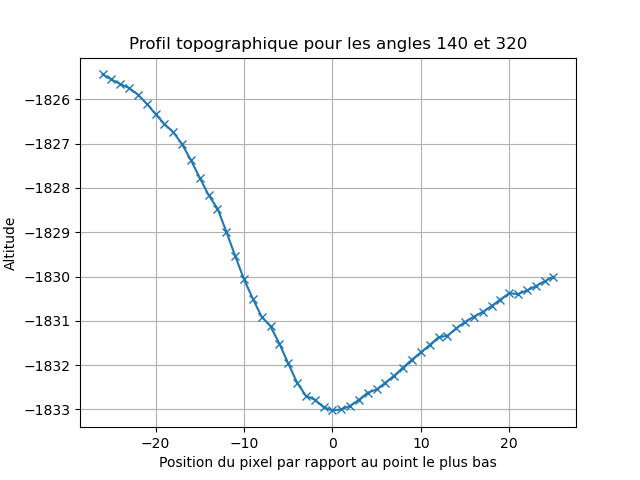 Profil topographique pour les angles 140 et 320
Altitude
−1826
−1827
−1828
−1829
−1830
−1831
−1832
−1833
−20 −10 0 10 20
Position du pixel par rapport au point le plus bas